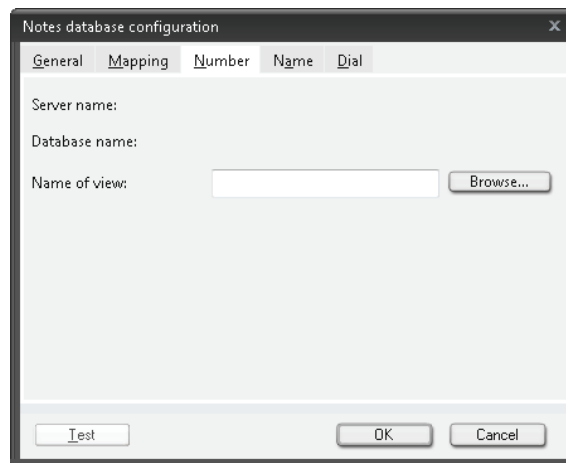 Notes database configuration x
General Mapping Number Name Dial
Server name:
Database name:
Name of view: Browse...
Test OK Cancel